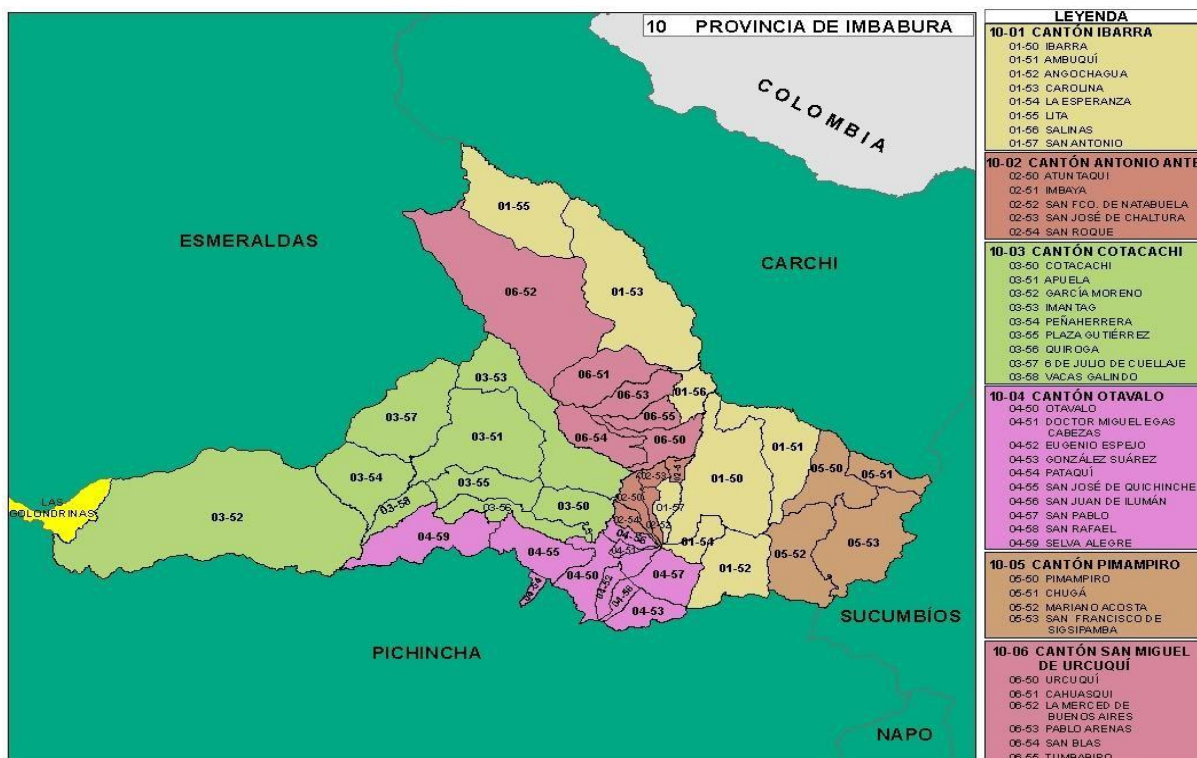 10 PROVINCIA DE IMBABURA
COLOMBIA
ESMERALDAS
CARCHI
01-55
06-52
01-53
03-53
06-51
06-53
01-56
03-57
06-55
03-51
06-54
06-50
01-51
05-50
05-51
03-54
03-55
02-53
01-50
LAS
GOLONDRINAS
03-52
03-58
03-56
03-50
02-50
01-57
02-54
02-52
04-59
04-55
01-54
05-52
05-53
04-50
04-57
01-52
04-53
SUCUMBÍOS
PICHINCHA
NAPO
LEYENDA
10-01 CANTÓN IBARRA
01-50 IBARRA
01-51 AMBUQUÍ
01-52 ANGOCHAGUA
01-53 CAROLINA
01-54 LA ESPERANZA
01-55 LITA
01-56 SALINAS
01-57 SAN ANTONIO
10-02 CANTÓN ANTONIO ANTE
02-50 ATUNTAQUI
02-51 IMBAYA
02-52 SAN FCO. DE NATABUELA
02-53 SAN JOSÉ DE CHALTURA
02-54 SAN ROQUE
10-03 CANTÓN COTACACHI
03-50 COTACACHI
03-51 APUELA
03-52 GARCÍA MORENO
03-53 IMANTAG
03-54 PEÑAHERRERA
03-55 PLAZA GUTIÉRREZ
03-56 QUIROGA
03-57 6 DE JULIO DE CUELLAJE
03-58 VACAS GALINDO
10-04 CANTÓN OTAVALO
04-50 OTAVALO
04-51 DOCTOR MIGUEL EGAS
CABEZAS
04-52 EUGENIO ESPEJO
04-53 GONZÁLEZ SUÁREZ
04-54 PATAQUÍ
04-55 SAN JOSÉ DE QUICHINCHE
04-56 SAN JUAN DE ILUMÁN
04-57 SAN PABLO
04-58 SAN RAFAEL
04-59 SELVA ALEGRE
10-05 CANTÓN PIMAMPIRO
05-50 PIMAMPIRO
05-51 CHUGÁ
05-52 MARIANO ACOSTA
05-53 SAN FRANCISCO DE
SIGSIPAMBA
10-06 CANTÓN SAN MIGUEL
DE URCUQUÍ
06-50 URCUQUÍ
06-51 CAHUASQUI
06-52 LA MERCED DE
BUENOS AIRES
06-53 PABLO ARENAS
06-54 SAN BLAS
06-55 TUMBABIRO